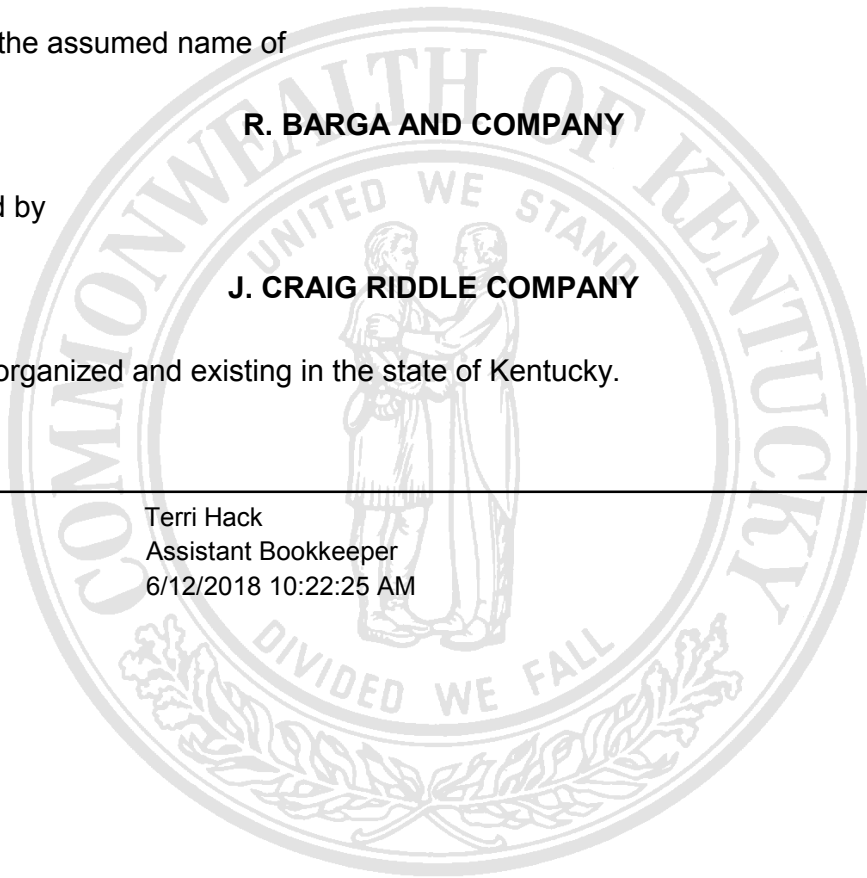 the assumed name of
R. BARGA AND COMPANY
d by
J. CRAIG RIDDLE COMPANY
organized and existing in the state of Kentucky.
Terri Hack
Assistant Bookkeeper
6/12/2018 10:22:25 AM
COMMONWEALTH OF KENTUCKY
UNITED WE STAND
DIVIDED WE FALL